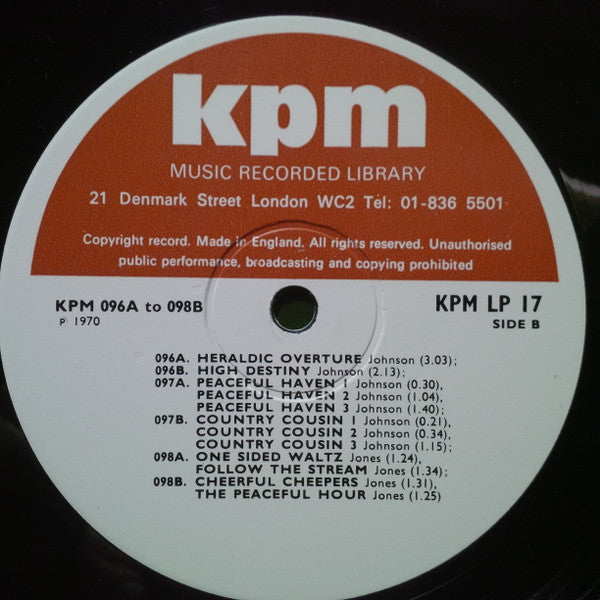 kpm
MUSIC RECORDED LIBRARY
21 Denmark Street London WC2 Tel: 01-836 5501
Copyright record. Made in England. All rights reserved. Unauthorised
public performance, broadcasting and copying prohibited
KPM 096A to 098B
℗ 1970
KPM LP 17
SIDE B
096A. HERALDIC OVERTURE Johnson (3.03);
096B. HIGH DESTINY Johnson (2.13);
097A. PEACEFUL HAVEN 1 Johnson (0.30),
PEACEFUL HAVEN 2 Johnson (1.04),
PEACEFUL HAVEN 3 Johnson (1.40);
097B. COUNTRY COUSIN 1 Johnson (0.21),
COUNTRY COUSIN 2 Johnson (0.34),
COUNTRY COUSIN 3 Johnson (1.15);
098A. ONE SIDED WALTZ Jones (1.24),
FOLLOW THE STREAM Jones (1.34);
098B. CHEERFUL CHEEPERS Jones (1.31),
THE PEACEFUL HOUR Jones (1.25)